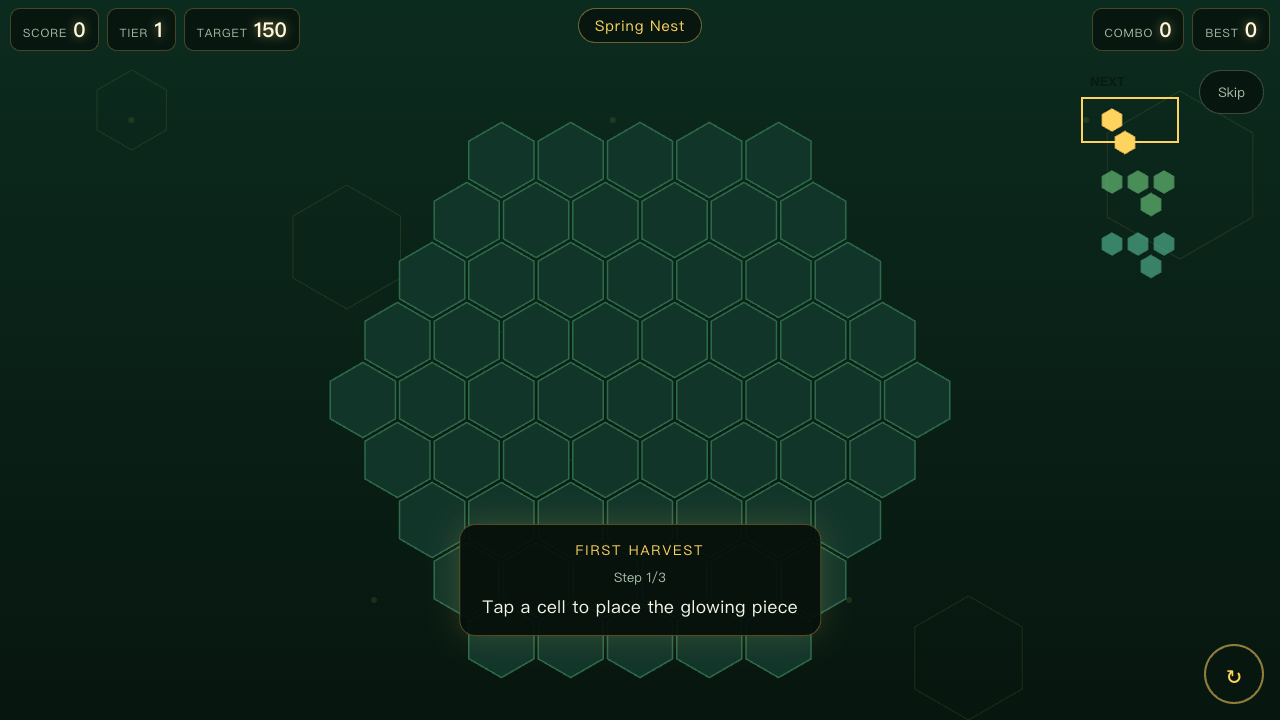 SCORE 0
TIER 1
TARGET 150
Spring Nest
COMBO 0
BEST 0
NEXT
Skip
FIRST HARVEST
Step 1/3
Tap a cell to place the glowing piece
↻